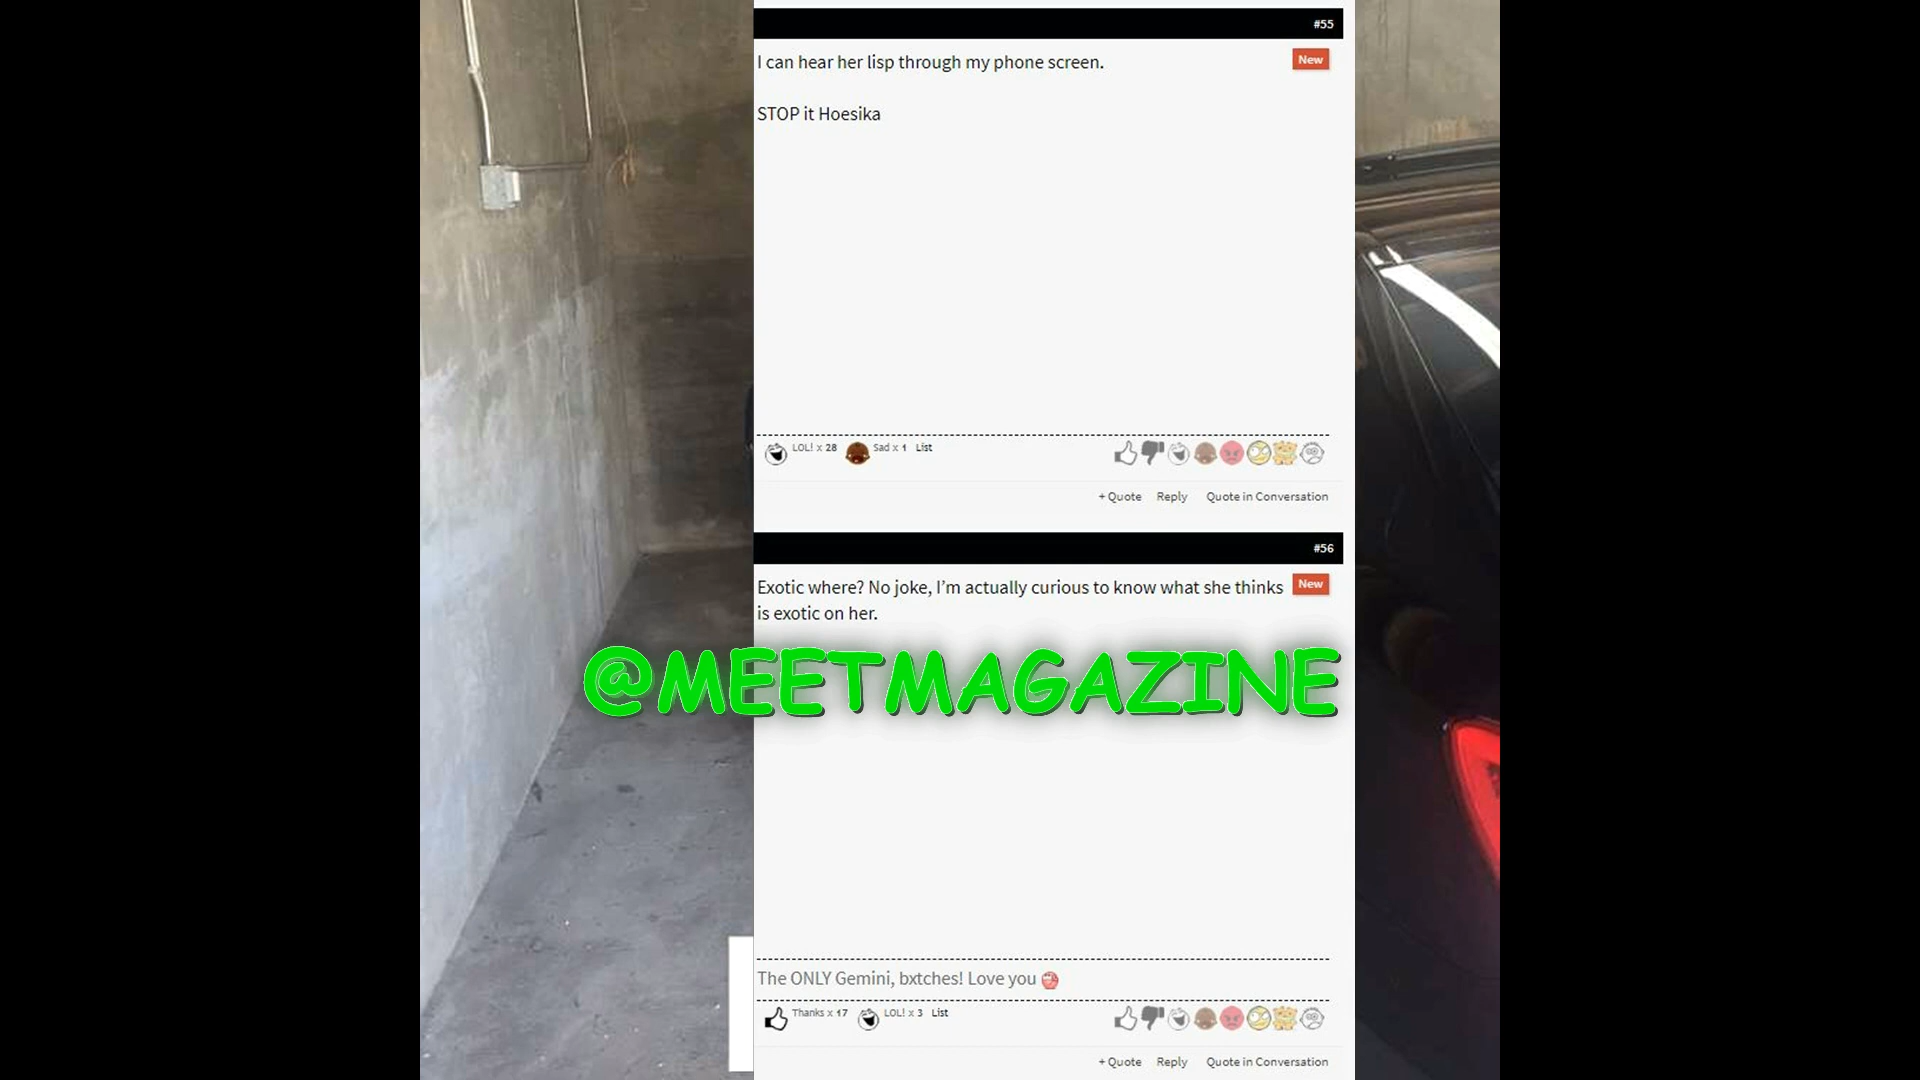 #55
I can hear her lisp through my phone screen.
New
STOP it Hoesika
LOL! x 28 Sad x 1 List
+ Quote Reply Quote in Conversation
#56
Exotic where? No joke, I’m actually curious to know what she thinks
New
is exotic on her.
@MEETMAGAZINE
The ONLY Gemini, bxtches! Love you
Thanks x 17 LOL! x 3 List
+ Quote Reply Quote in Conversation